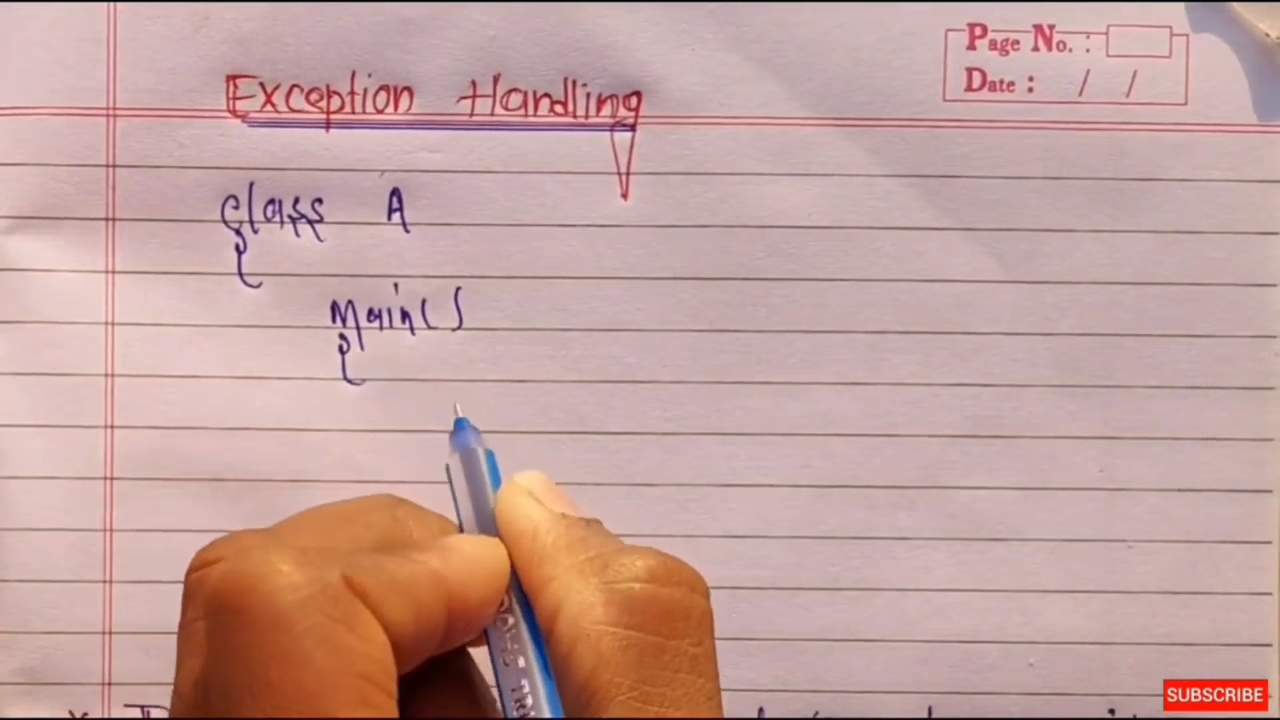 Page No. :
Date : / /
Exception Handling
class A
{
Main()
{
SUBSCRIBE